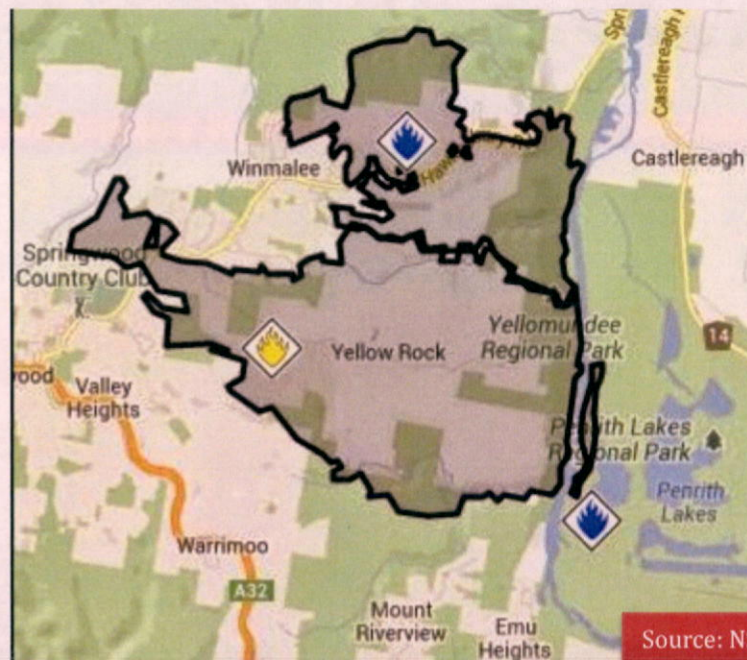 Castlereagh
Winmalee
Springwood
Country Club
Yellomundee
Regional Park
Yellow Rock
14
Valley
Heights
Penrith Lakes
Regional Park
Penrith
Lakes
Warrimoo
A32
Mount
Riverview
Emu
Heights
Source: N